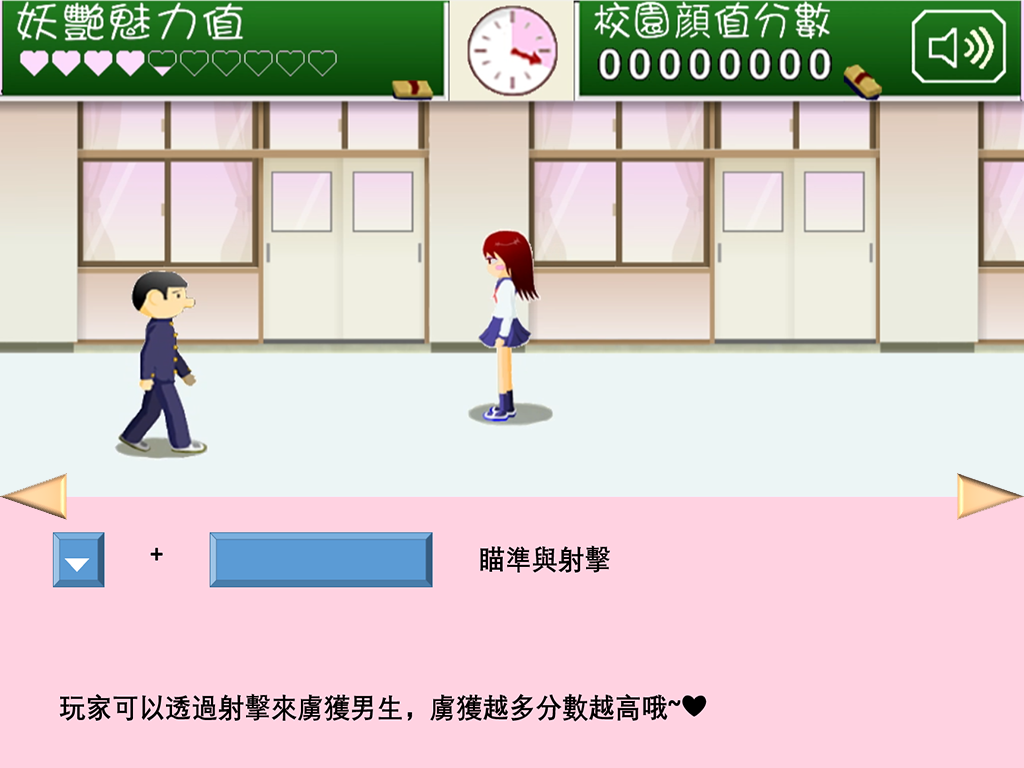 妖艷魅力值
校園顏值分數
00000000
+
瞄準與射擊
玩家可以透過射擊來虜獲男生，虜獲越多分數越高哦~♥